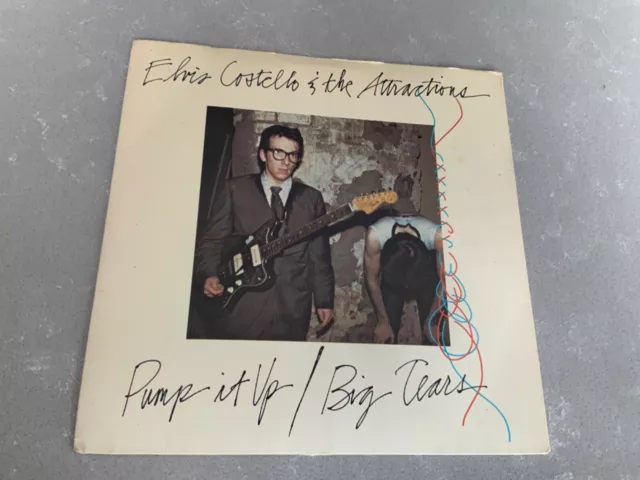 Elvis Costello & the Attractions
Pump it Up / Big Tears